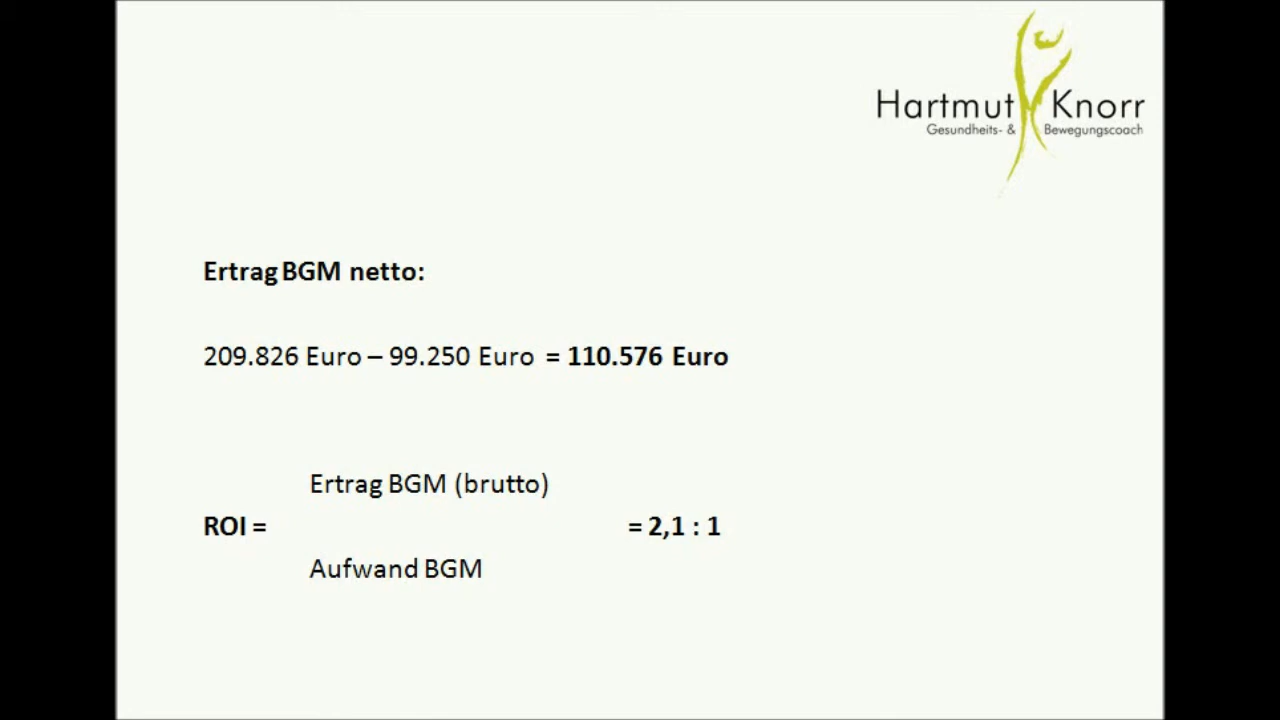 Hartmut Knorr
Gesundheits- & Bewegungscoach
Ertrag BGM netto:
209.826 Euro – 99.250 Euro = 110.576 Euro
Ertrag BGM (brutto)
ROI = = 2,1 : 1
Aufwand BGM